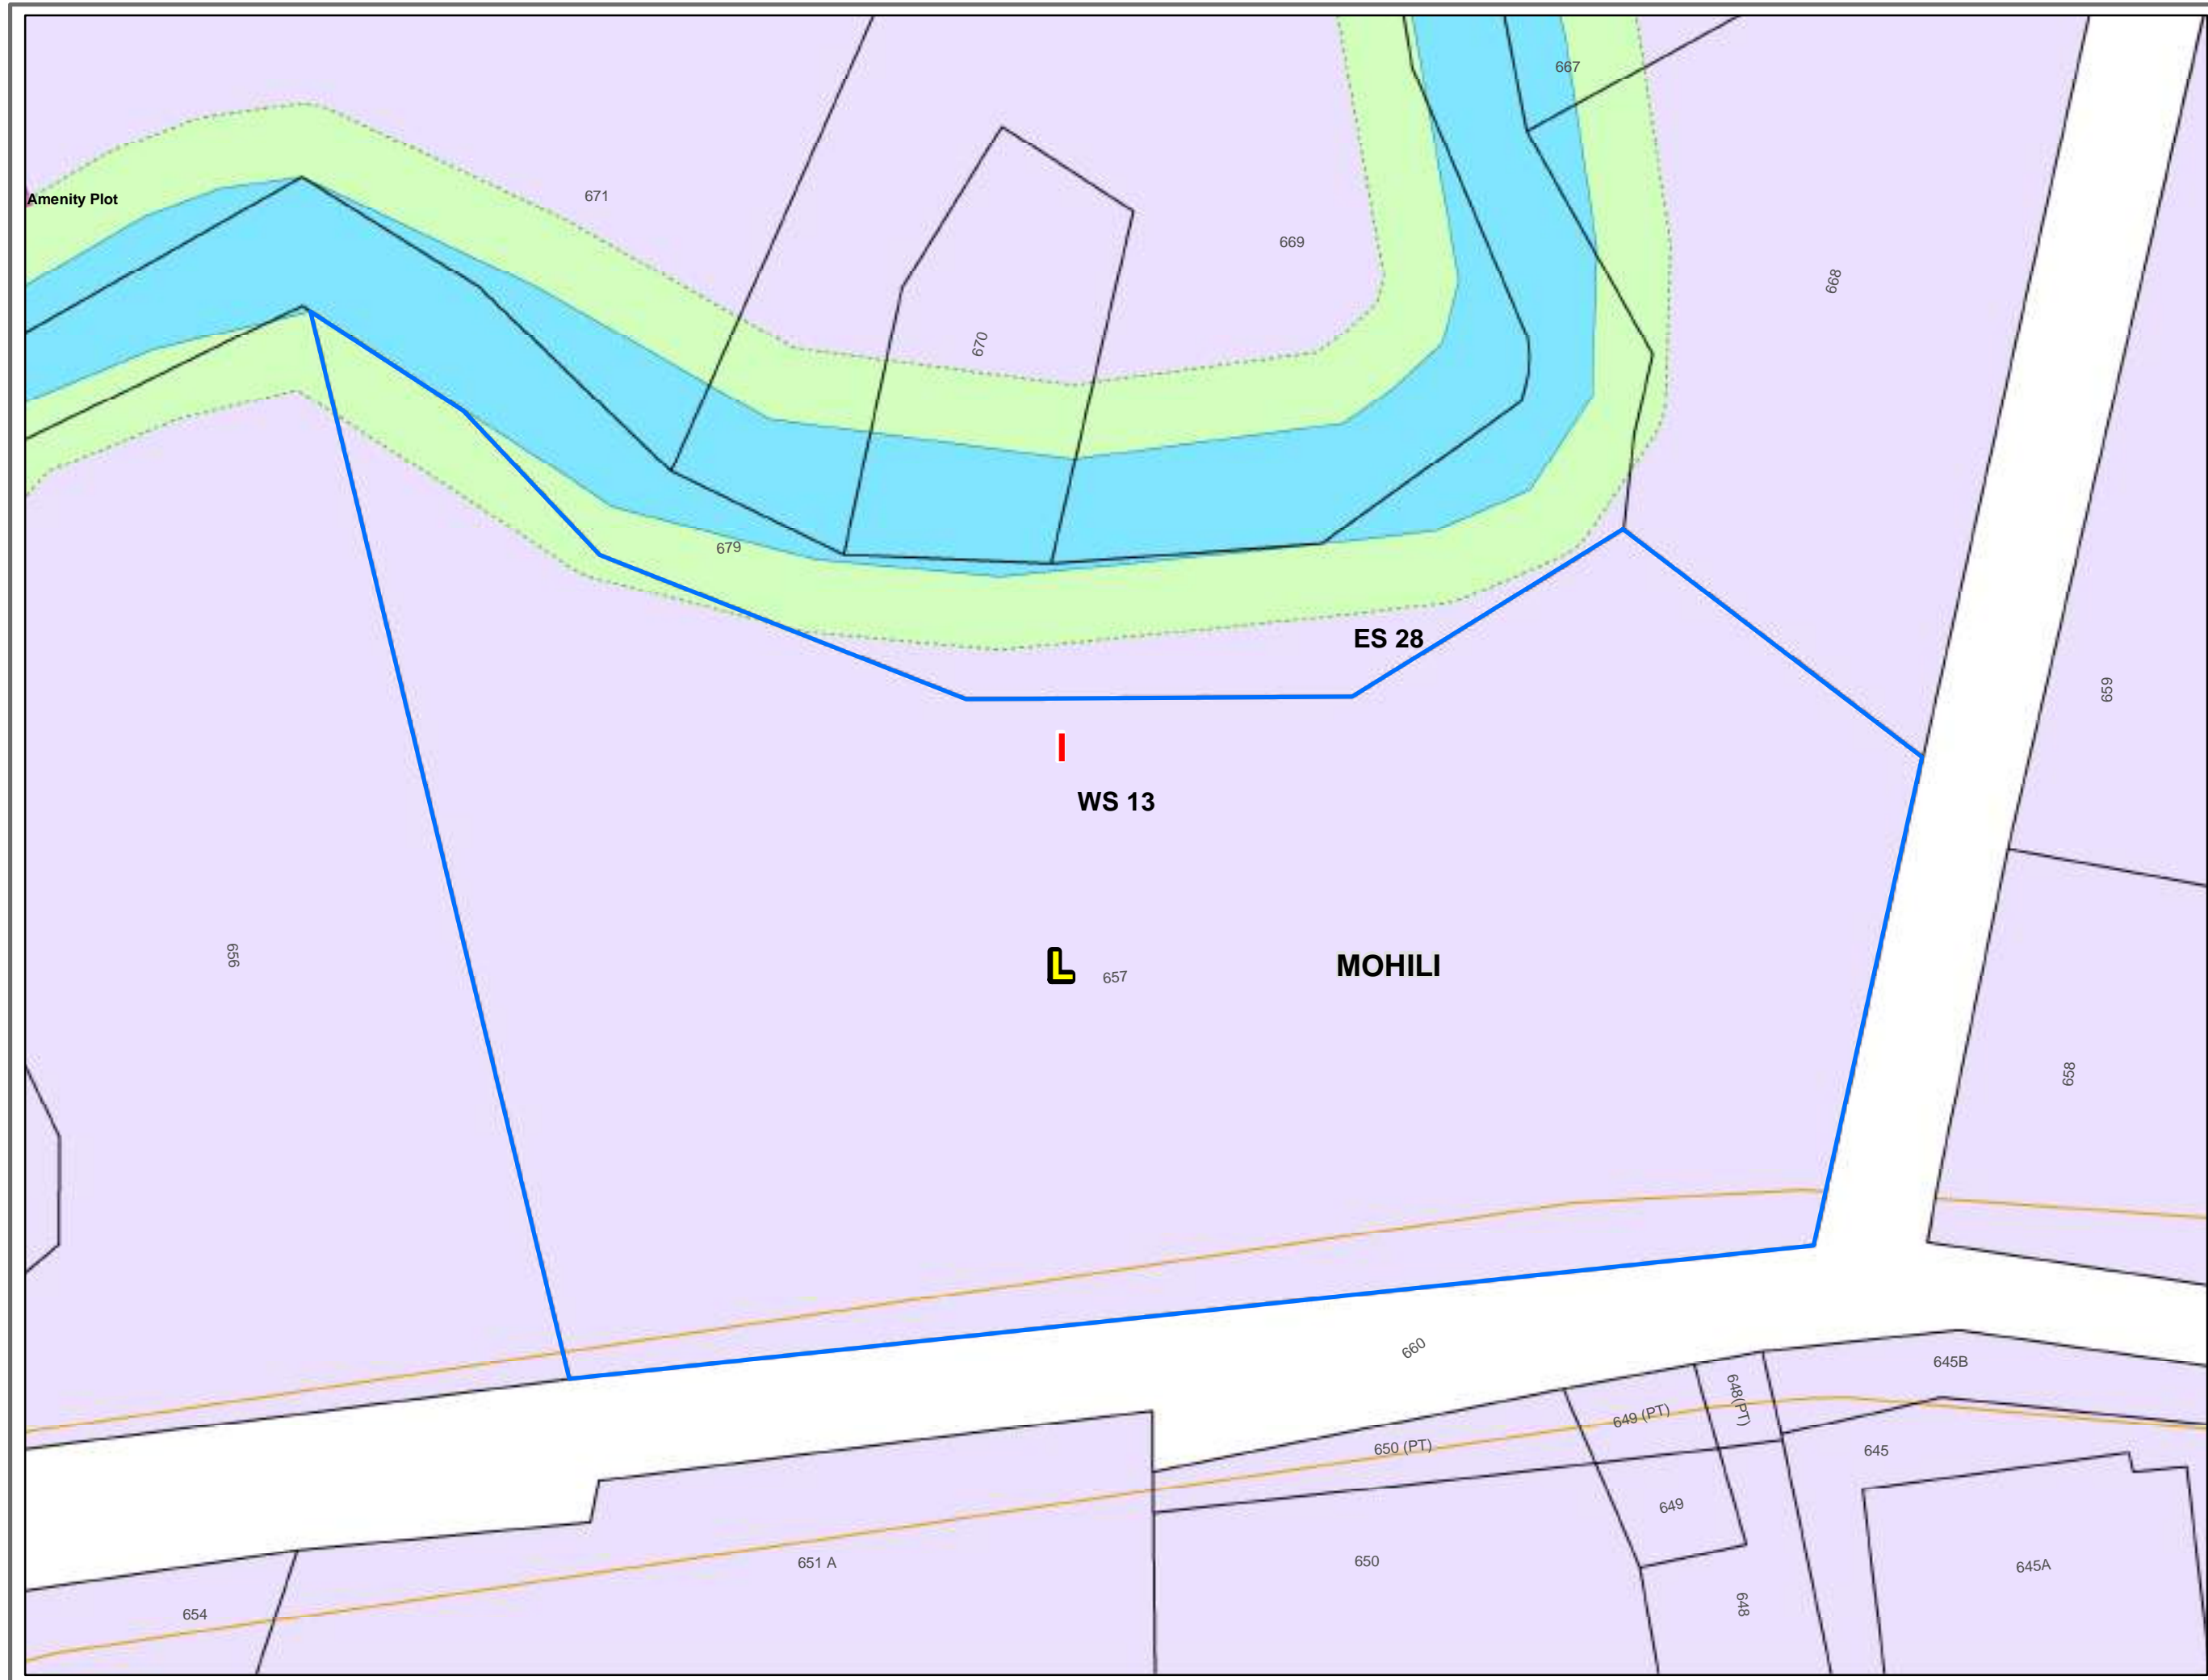 667
671
Amenity Plot
669
668
670
679
ES 28
659
I
WS 13
656
L
657
MOHILI
658
660
645B
648(PT)
649 (PT)
650 (PT)
645
649
651 A
650
645A
648
654